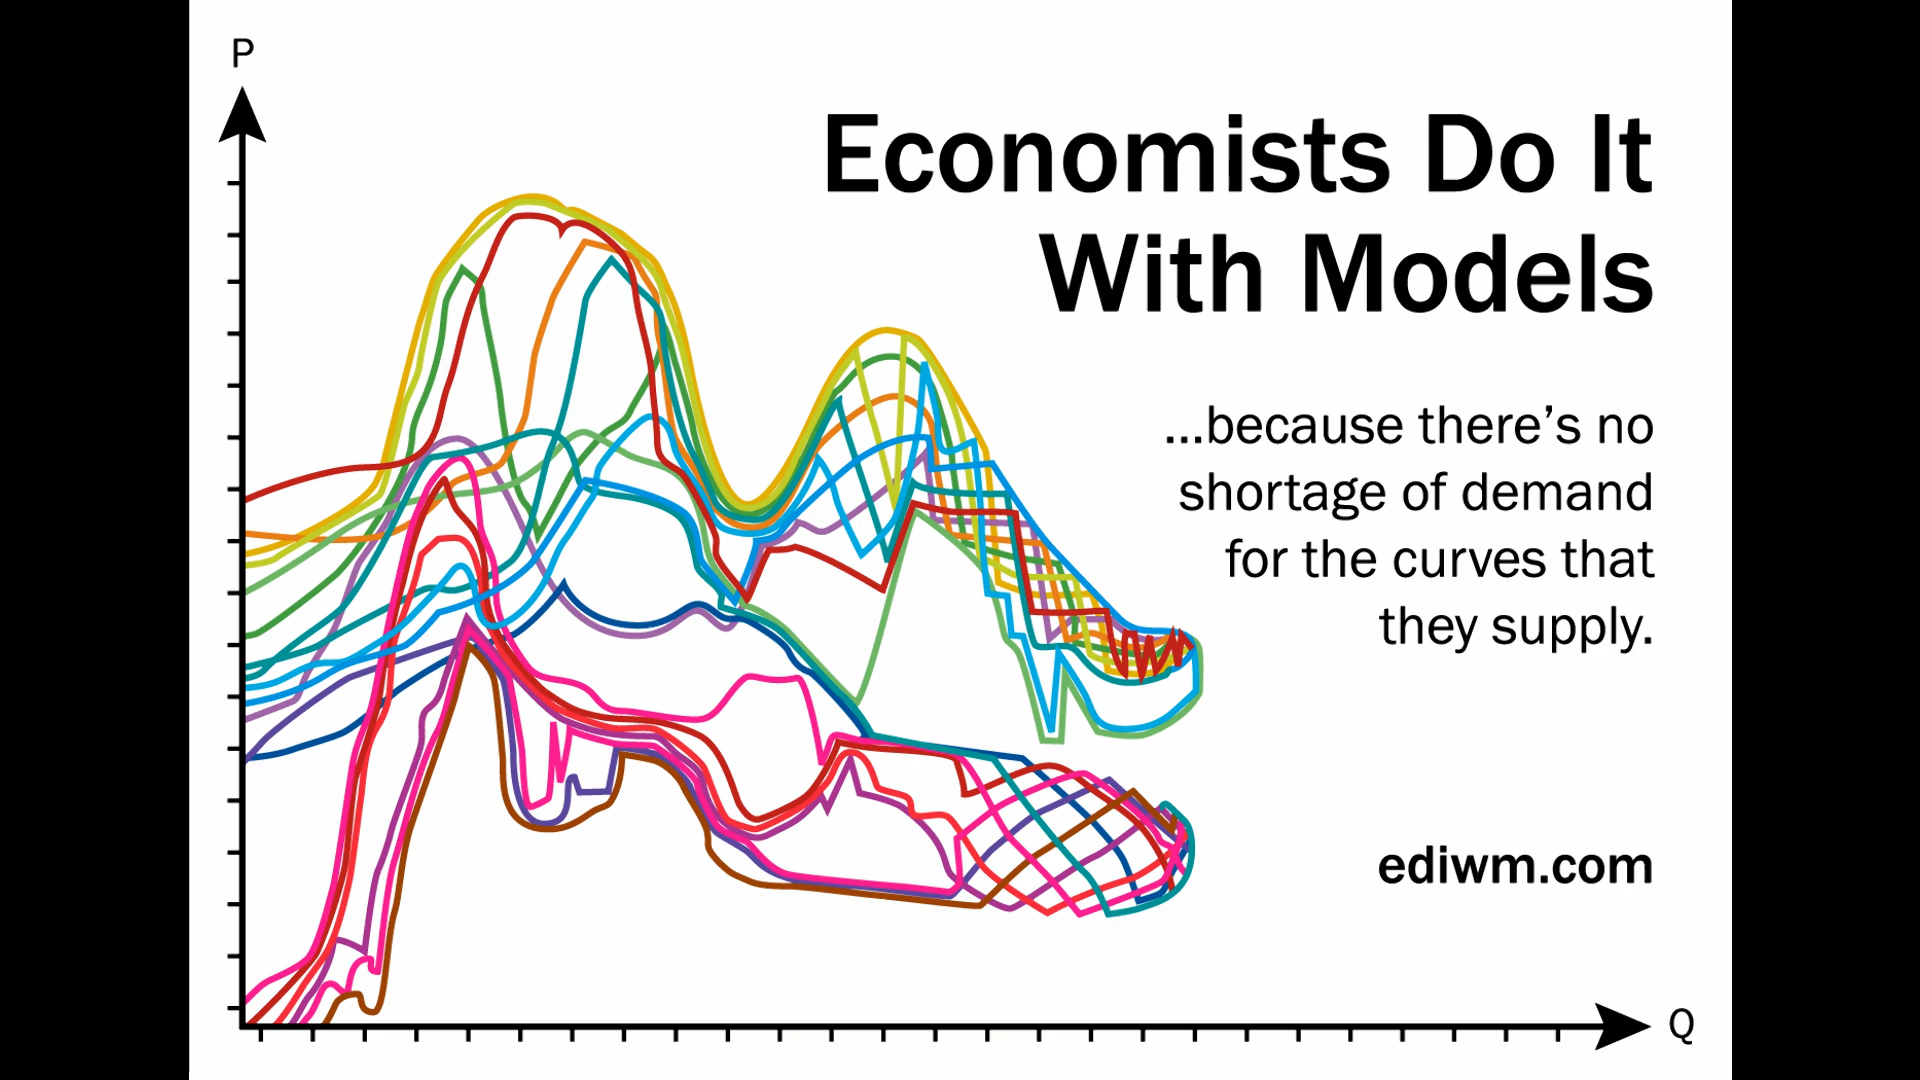 P
Economists Do It
With Models
...because there's no
shortage of demand
for the curves that
they supply.
ediwm.com
Q